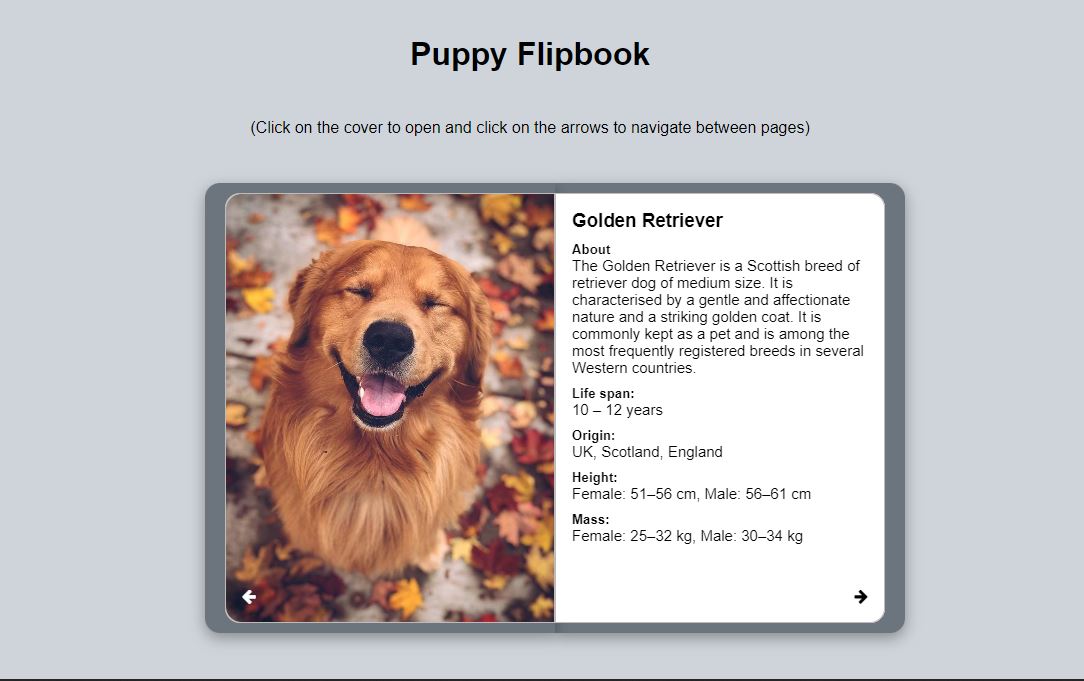 Puppy Flipbook
(Click on the cover to open and click on the arrows to navigate between pages)
Golden Retriever
About
The Golden Retriever is a Scottish breed of
retriever dog of medium size. It is
characterised by a gentle and affectionate
nature and a striking golden coat. It is
commonly kept as a pet and is among the
most frequently registered breeds in several
Western countries.
Life span:
10 – 12 years
Origin:
UK, Scotland, England
Height:
Female: 51–56 cm, Male: 56–61 cm
Mass:
Female: 25–32 kg, Male: 30–34 kg